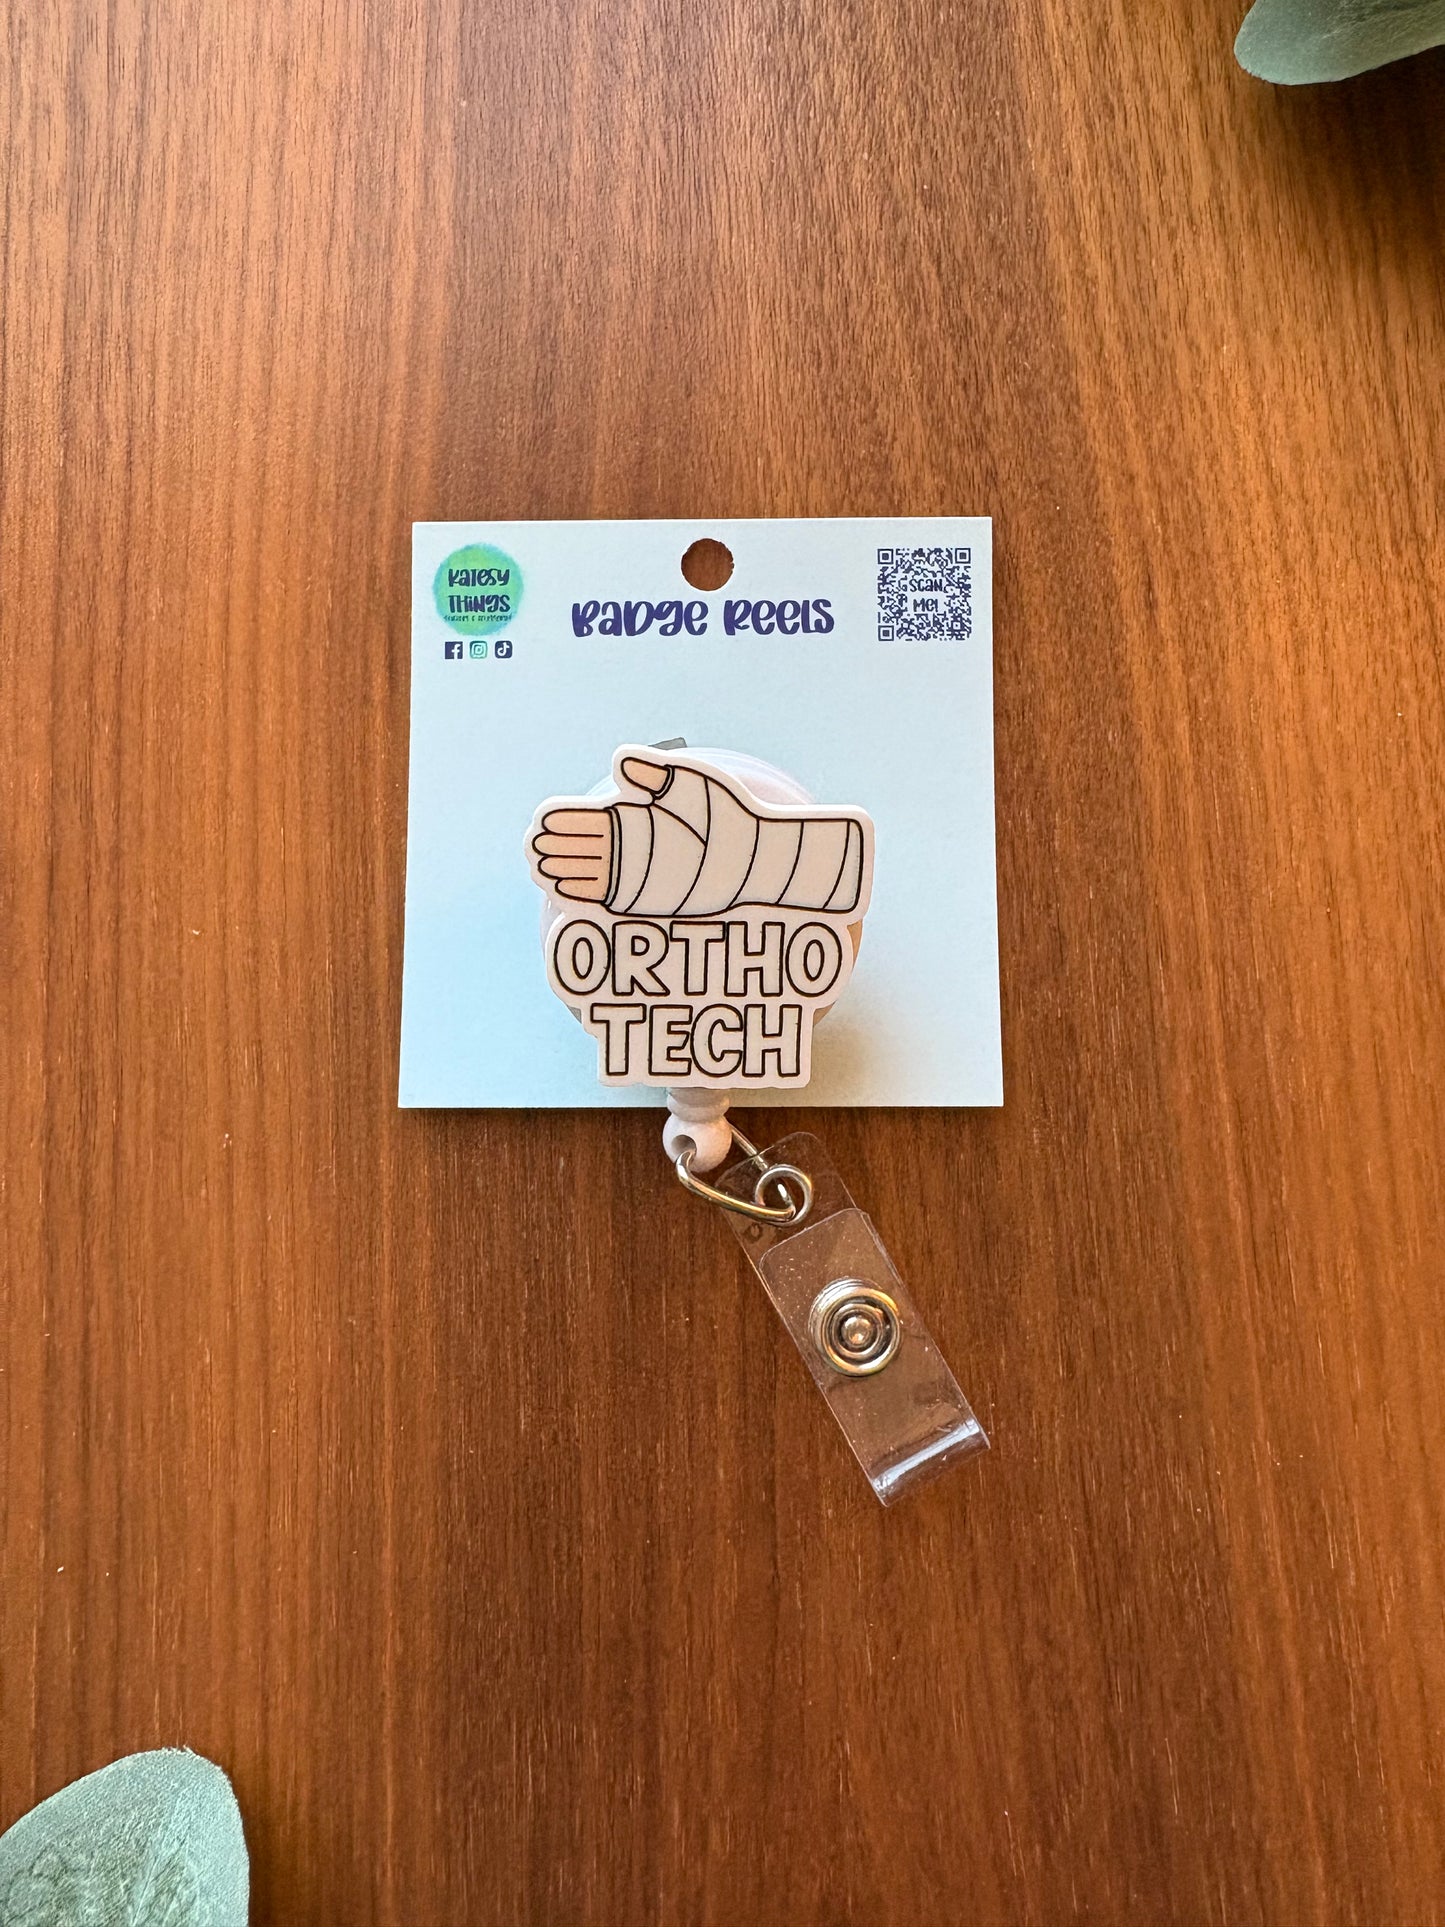 KATESY
THINGS
BADGE REELS
SCAN
ME!
ORTHO
TECH